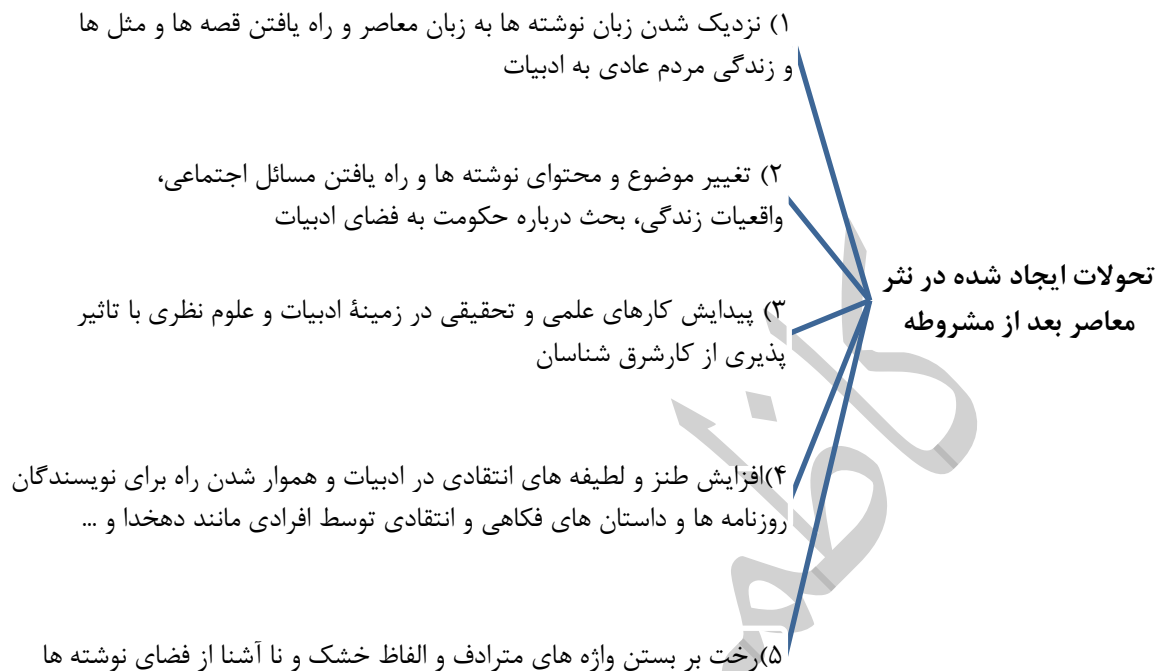 ۱) نزدیک شدن زبان نوشته ها به زبان معاصر و راه یافتن قصه ها و مثل ها
و زندگی مردم عادی به ادبیات
۲) تغییر موضوع و محتوای نوشته ها و راه یافتن مسائل اجتماعی،
واقعیات زندگی، بحث درباره حکومت به فضای ادبیات
تحولات ایجاد شده در نثر
معاصر بعد از مشروطه
۳) پیدایش کارهای علمی و تحقیقی در زمینۀ ادبیات و علوم نظری با تاثیر
پذیری از کارشرق شناسان
۴)افزایش طنز و لطیفه های انتقادی در ادبیات و هموار شدن راه برای نویسندگان
روزنامه ها و داستان های فکاهی و انتقادی توسط افرادی مانند دهخدا و ...
۵)رخت بر بستن واژه های مترادف و الفاظ خشک و نا آشنا از فضای نوشته ها